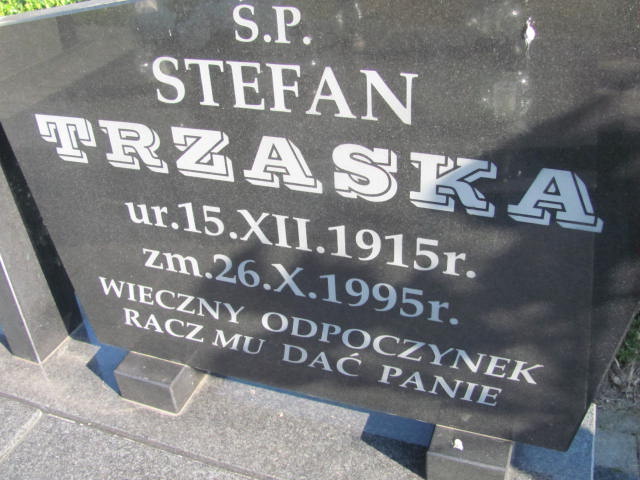 Ś.P.
STEFAN
TRZASKA
ur.15.XII.1915r.
zm.26.X.1995r.
WIECZNY ODPOCZYNEK
RACZ MU DAĆ PANIE